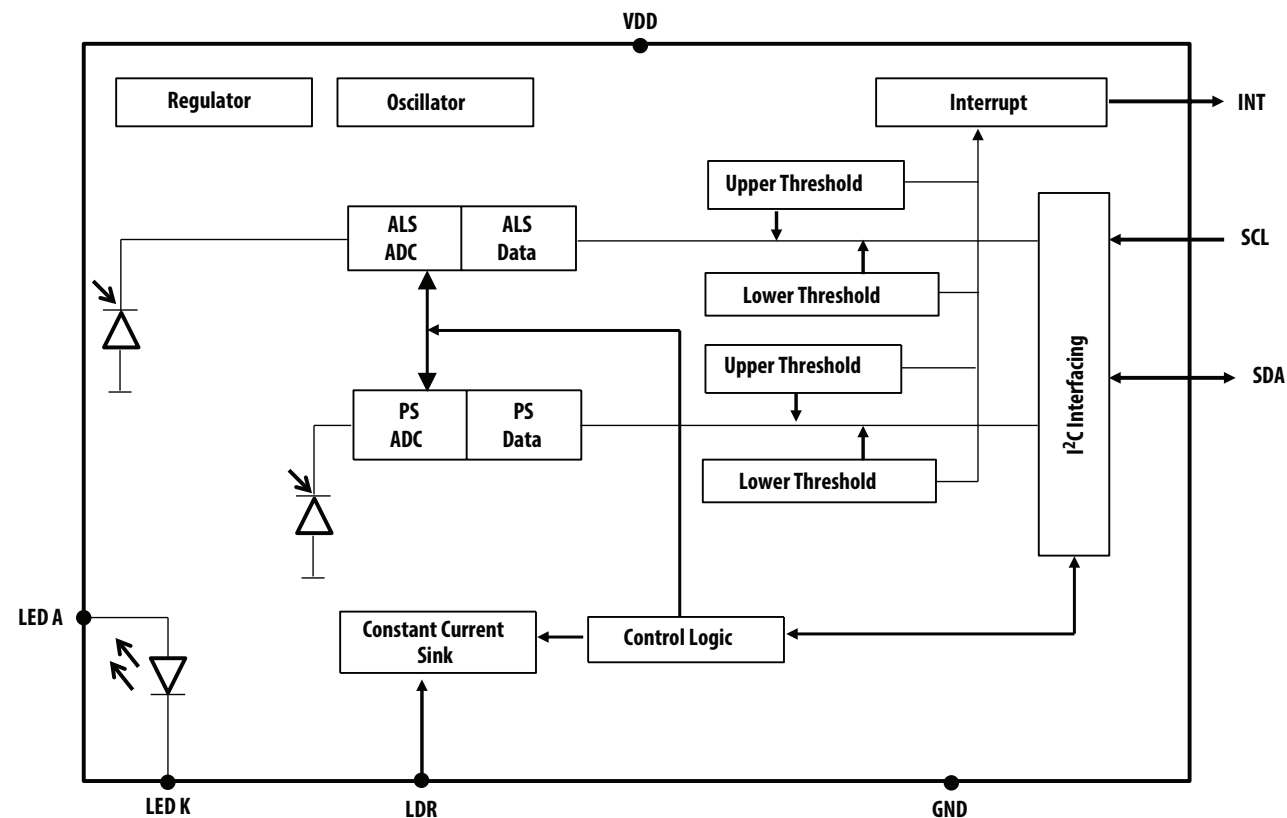 VDD
Regulator
Oscillator
Interrupt
INT
Upper Threshold
ALS
ADC
ALS
Data
SCL
Lower Threshold
Upper Threshold
SDA
PS
ADC
PS
Data
I²C Interfacing
Lower Threshold
LED A
Constant Current
Sink
Control Logic
LED K
LDR
GND